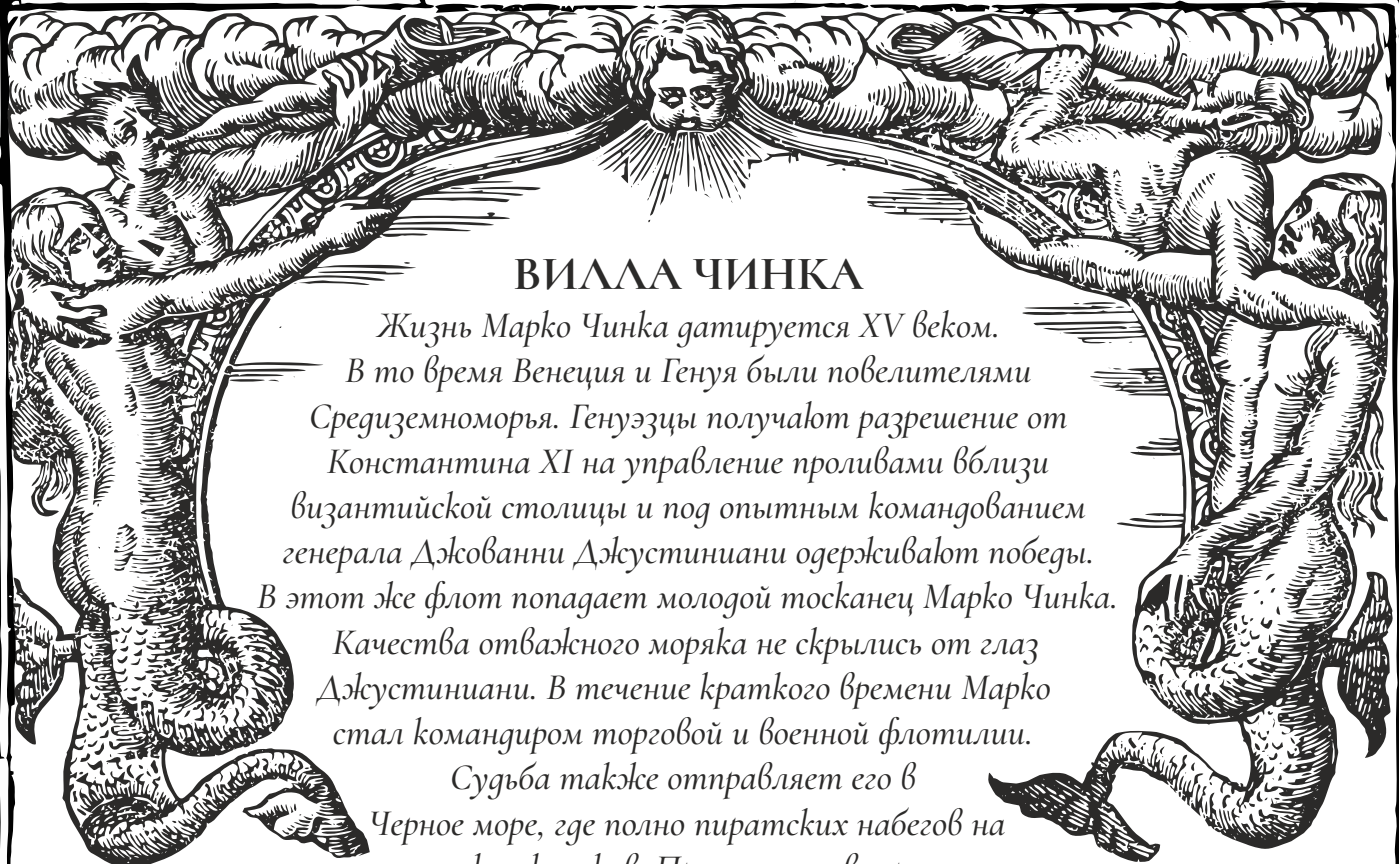 ВИЛЛА ЧИНКА
Жизнь Марко Чинка датируется XV веком.
В то время Венеция и Генуя были повелителями
Средиземноморья. Генуэзцы получают разрешение от
Константина XI на управление проливами вблизи
византийской столицы и под опытным командованием
генерала Джованни Джустиниани одерживают победы.
В этот же флот попадает молодой тосканец Марко Чинка.
Качества отважного моряка не скрылись от глаз
Джустиниани. В течение краткого времени Марко
стал командиром торговой и военной флотилии.
Судьба также отправляет его в
Черное море, где полно пиратских набегов на